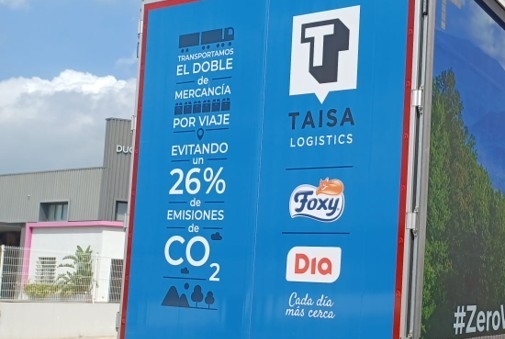 TRANSPORTAMOS
EL DOBLE
de
MERCANCÍA
POR VIAJE
EVITANDO
un
26%
de
EMISIONES
de
CO2
T
TAISA
LOGISTICS
Foxy
Dia
Cada día
más cerca